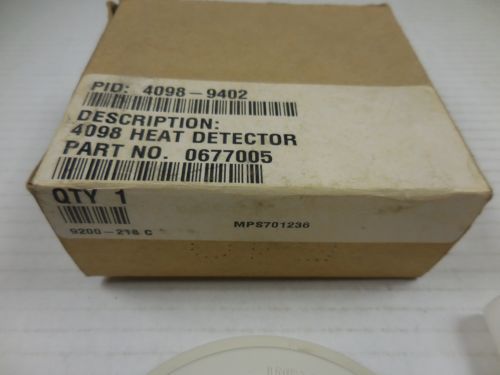 PID: 4098-9402
DESCRIPTION:
4098 HEAT DETECTOR
PART NO. 0677005
QTY 1
9200-218 C
MPS701236